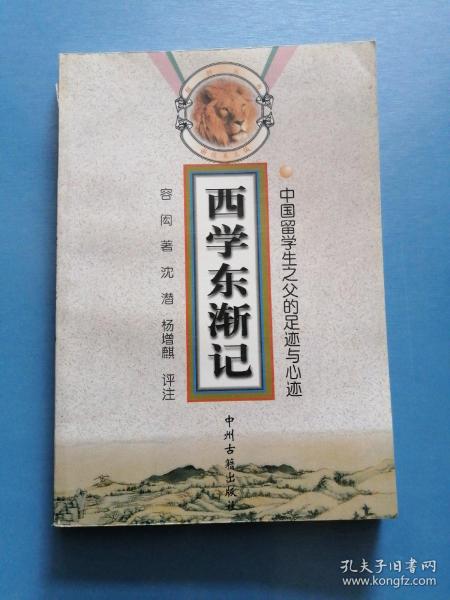 西学东渐记
中国留学生之父的足迹与心迹
容闳著 沈潜 杨增麒 评注
中州古籍出版社
孔夫子旧书网
www.kongfz.com